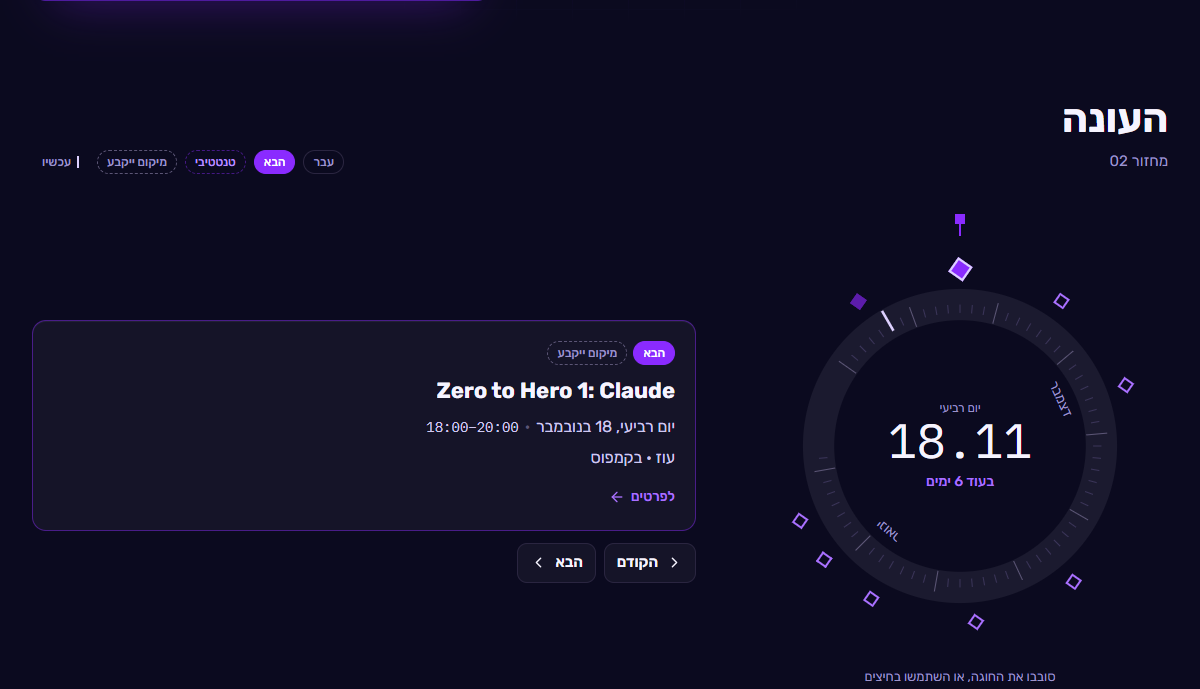 העונה
מחזור 02
עבר
הבא
טנטטיבי
מיקום ייקבע
עכשיו
דצמבר
יום רביעי
18.11
בעוד 6 ימים
ינואר
סובבו את החוגה, או השתמשו בחיצים
הבא
מיקום ייקבע
Zero to Hero 1: Claude
יום רביעי, 18 בנובמבר • 18:00–20:00
עוז • בקמפוס
לפרטים ←
הקודם
הבא